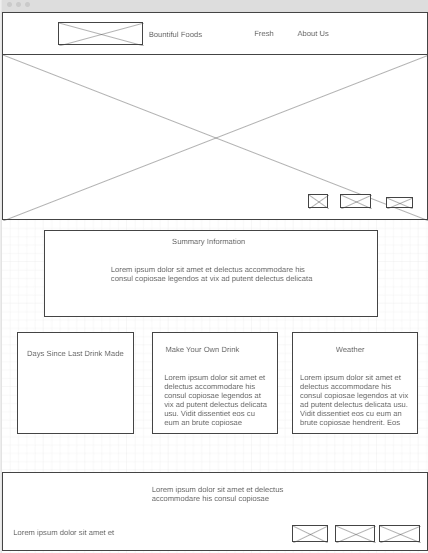 Bountiful Foods
Fresh
About Us
Summary Information
Lorem ipsum dolor sit amet et delectus accommodare his
consul copiosae legendos at vix ad putent delectus delicata
Days Since Last Drink Made
Make Your Own Drink
Lorem ipsum dolor sit amet et
delectus accommodare his
consul copiosae legendos at
vix ad putent delectus delicata
usu. Vidit dissentiet eos cu
eum an brute copiosae
Weather
Lorem ipsum dolor sit amet et
delectus accommodare his
consul copiosae legendos at vix
ad putent delectus delicata usu.
Vidit dissentiet eos cu eum an
brute copiosae hendrerit. Eos
Lorem ipsum dolor sit amet et delectus
accommodare his consul copiosae
Lorem ipsum dolor sit amet et